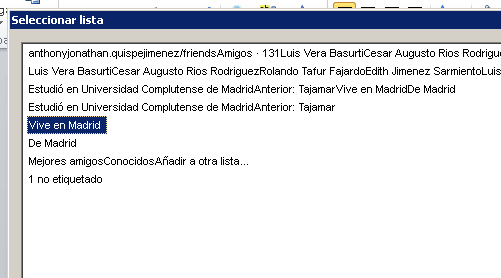 Seleccionar lista
anthonyjonathan.quispejimenez/friendsAmigos · 131Luis Vera BasurtiCesar Augusto Rios Rodrigue
Luis Vera BasurtiCesar Augusto Rios RodriguezRolando Tafur FajardoEdith Jimenez SarmientoLuis
Estudió en Universidad Complutense de MadridAnterior: TajamarVive en MadridDe Madrid
Estudió en Universidad Complutense de MadridAnterior: Tajamar
Vive en Madrid
De Madrid
Mejores amigosConocidosAñadir a otra lista...
1 no etiquetado